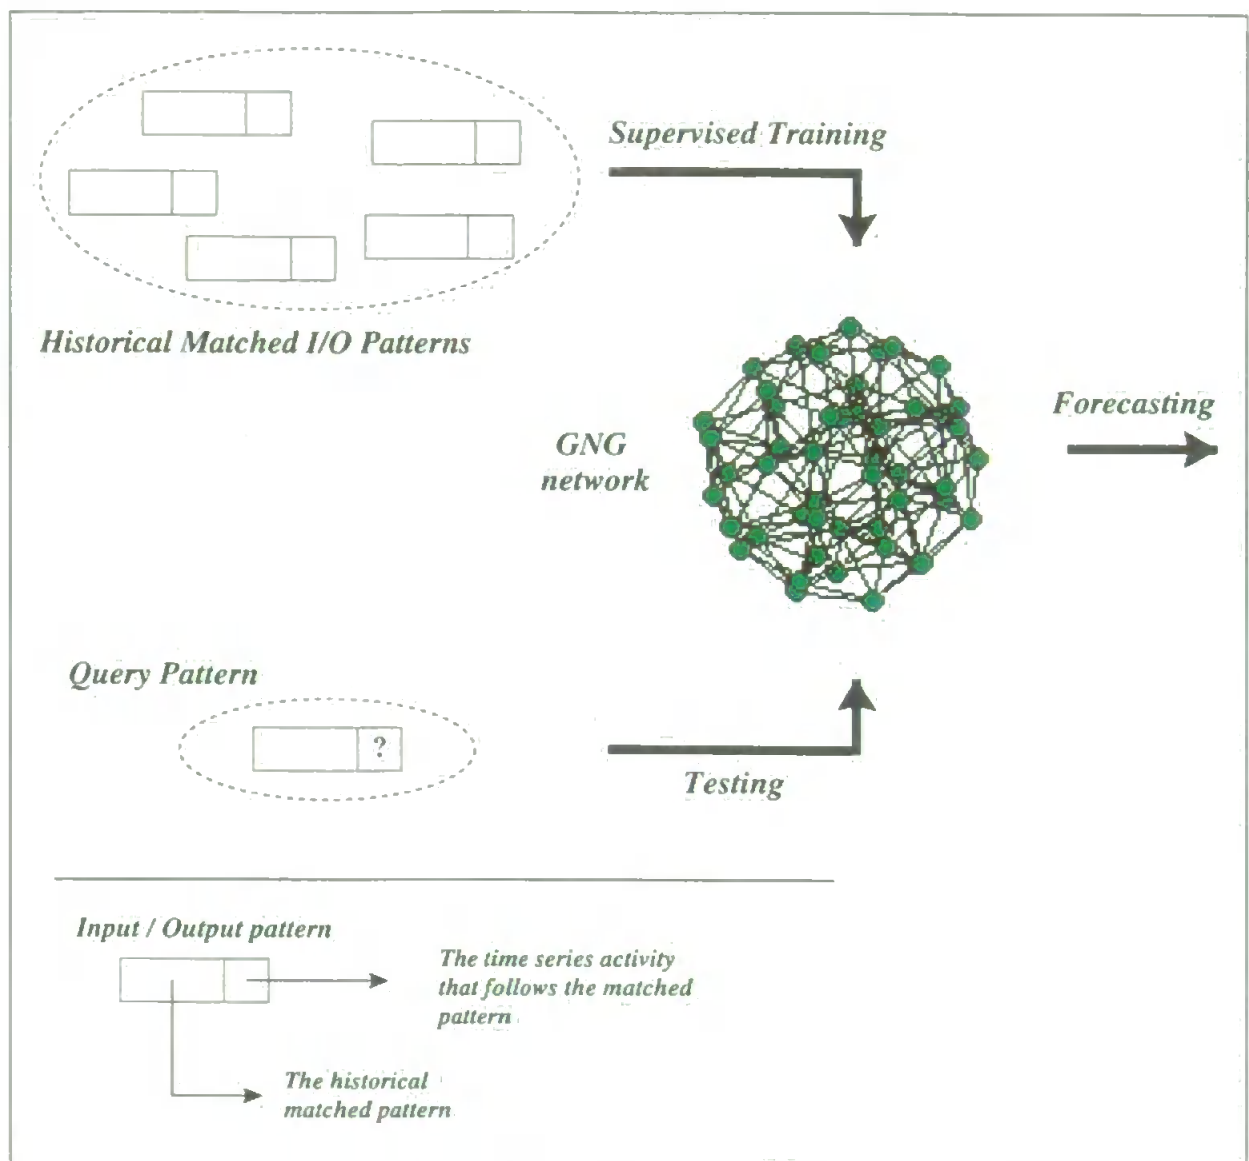 Supervised Training
Historical Matched I/O Patterns
GNG
network
Forecasting
Query Pattern
?
Testing
Input / Output pattern
The time series activity
that follows the matched
pattern
The historical
matched pattern